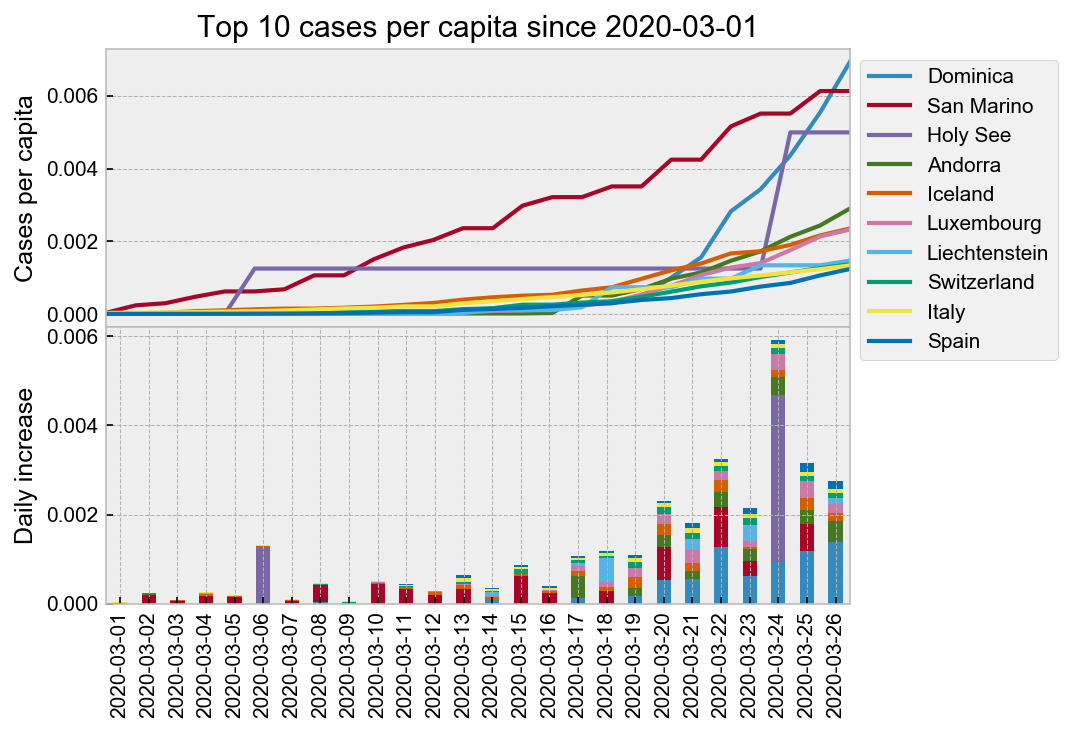 Top 10 cases per capita since 2020-03-01
Cases per capita
0.006
0.004
0.002
0.000
Dominica
San Marino
Holy See
Andorra
Iceland
Luxembourg
Liechtenstein
Switzerland
Italy
Spain
Daily increase
0.006
0.004
0.002
0.000
2020-03-01
2020-03-02
2020-03-03
2020-03-04
2020-03-05
2020-03-06
2020-03-07
2020-03-08
2020-03-09
2020-03-10
2020-03-11
2020-03-12
2020-03-13
2020-03-14
2020-03-15
2020-03-16
2020-03-17
2020-03-18
2020-03-19
2020-03-20
2020-03-21
2020-03-22
2020-03-23
2020-03-24
2020-03-25
2020-03-26